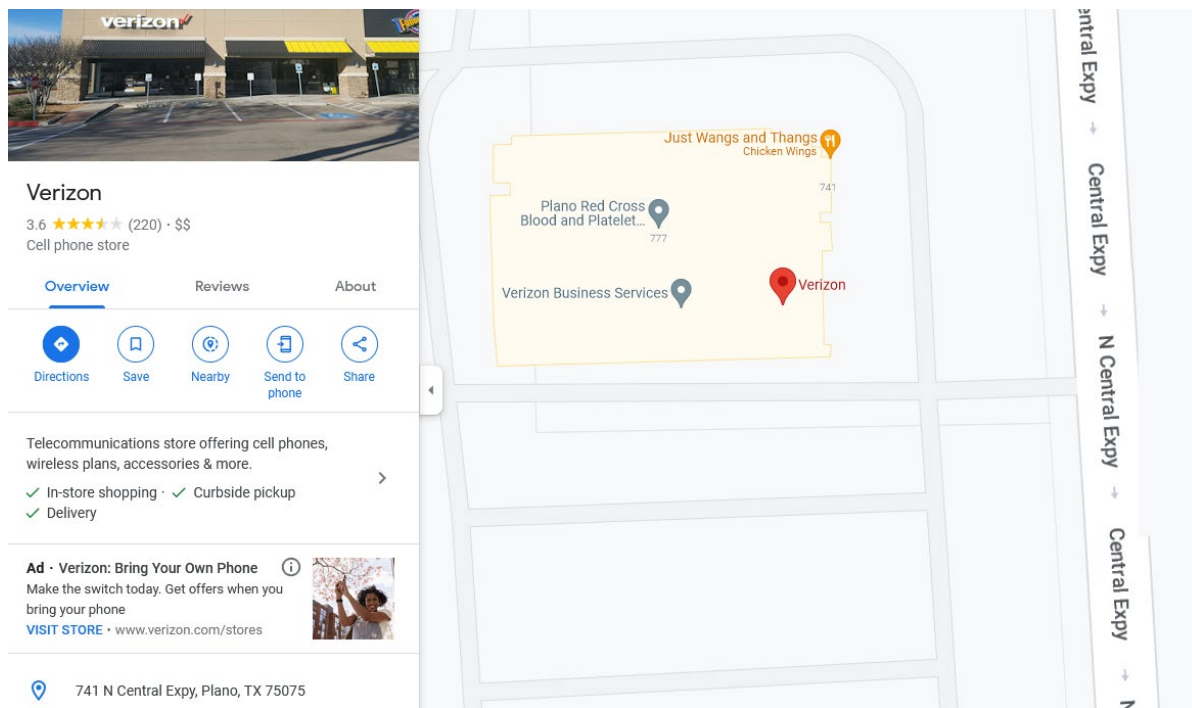 verizon
Verizon
3.6 (220) · $$
Cell phone store
Overview Reviews About
Directions Save Nearby Send to phone Share
Telecommunications store offering cell phones,
wireless plans, accessories & more.
In-store shopping · Curbside pickup
Delivery
Ad · Verizon: Bring Your Own Phone
Make the switch today. Get offers when you
bring your phone
VISIT STORE • www.verizon.com/stores
741 N Central Expy, Plano, TX 75075
Just Wangs and Thangs
Chicken Wings
741
Plano Red Cross
Blood and Platelet...
777
Verizon Business Services
Verizon
entral Expy
Central Expy
N Central Expy
Central Expy
N